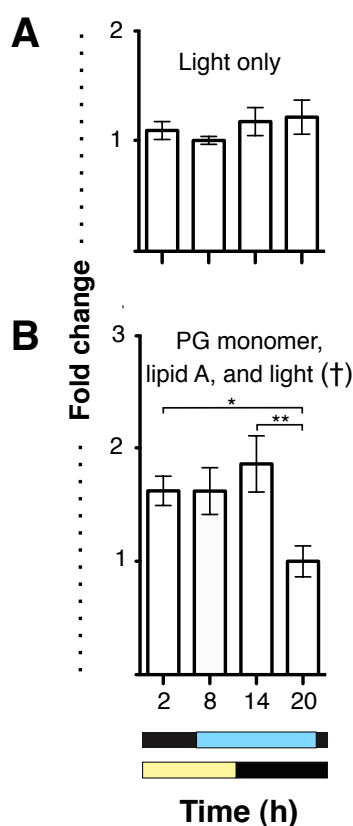 A
2
1
Light only
Fold change
B
3
2
1
PG monomer,
lipid A, and light (†)
*
**
2 8 14 20
Time (h)